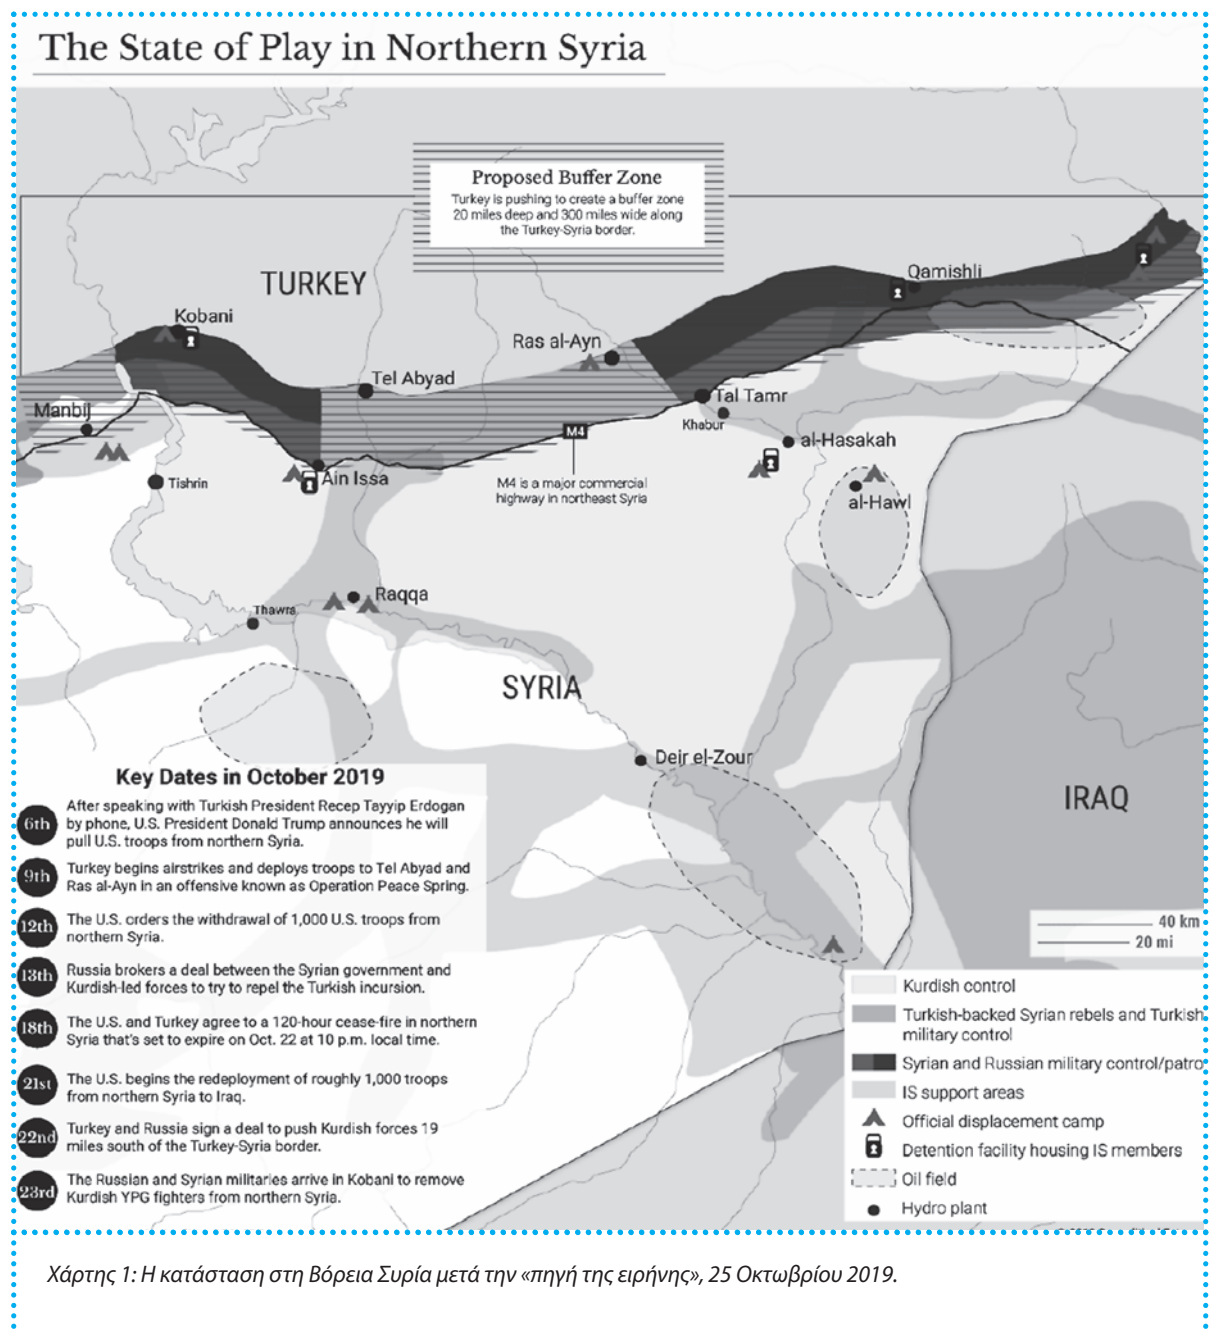 The State of Play in Northern Syria
Proposed Buffer Zone
Turkey is pushing to create a buffer zone
20 miles deep and 300 miles wide along
the Turkey-Syria border.
TURKEY
Qamishli
Kobani
Ras al-Ayn
Tel Abyad
Tal Tamr
Manbij
Khabur
M4
al-Hasakah
Ain Issa
Tishrin
M4 is a major commercial
highway in northeast Syria
al-Hawl
Raqqa
Thawra
SYRIA
Deir el-Zour
IRAQ
Key Dates in October 2019
6th
After speaking with Turkish President Recep Tayyip Erdogan
by phone, U.S. President Donald Trump announces he will
pull U.S. troops from northern Syria.
9th
Turkey begins airstrikes and deploys troops to Tel Abyad and
Ras al-Ayn in an offensive known as Operation Peace Spring.
12th
The U.S. orders the withdrawal of 1,000 U.S. troops from
northern Syria.
13th
Russia brokers a deal between the Syrian government and
Kurdish-led forces to try to repel the Turkish incursion.
18th
The U.S. and Turkey agree to a 120-hour cease-fire in northern
Syria that's set to expire on Oct. 22 at 10 p.m. local time.
21st
The U.S. begins the redeployment of roughly 1,000 troops
from northern Syria to Iraq.
22nd
Turkey and Russia sign a deal to push Kurdish forces 19
miles south of the Turkey-Syria border.
23rd
The Russian and Syrian militaries arrive in Kobani to remove
Kurdish YPG fighters from northern Syria.
40 km
20 mi
Kurdish control
Turkish-backed Syrian rebels and Turkish
military control
Syrian and Russian military control/patro
IS support areas
Official displacement camp
Detention facility housing IS members
Oil field
Hydro plant
Χάρτης 1: Η κατάσταση στη Βόρεια Συρία μετά την «πηγή της ειρήνης», 25 Οκτωβρίου 2019.